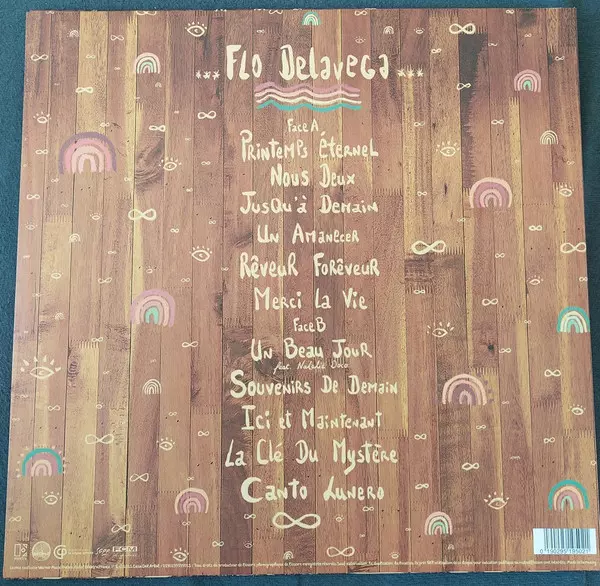 Flo Delavega
Face A
Printemps Éternel
Nous Deux
Jusqu'à Demain
Un Amanecer
Rêveur Forêveur
Merci La Vie
Face B
Un Beau Jour
feat. Natalia Doco
Souvenirs De Demain
Ici et Maintenant
La Clé Du Mystère
Canto Lunero